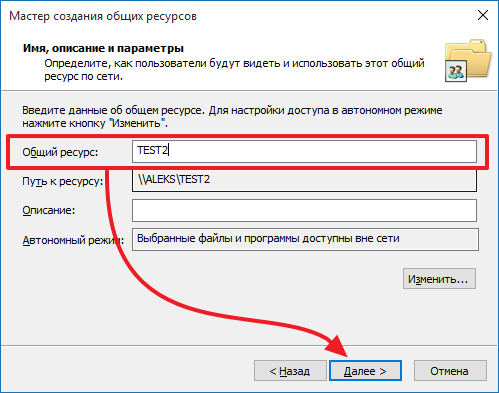 Мастер создания общих ресурсов
Имя, описание и параметры
Определите, как пользователи будут видеть и использовать этот общий
ресурс по сети.
Введите данные об общем ресурсе. Для настройки доступа в автономном режиме
нажмите кнопку "Изменить".
Общий ресурс: TEST2
Путь к ресурсу: \\ALEKS\TEST2
Описание:
Автономный режим: Выбранные файлы и программы доступны вне сети
Изменить...
< Назад Далее > Отмена